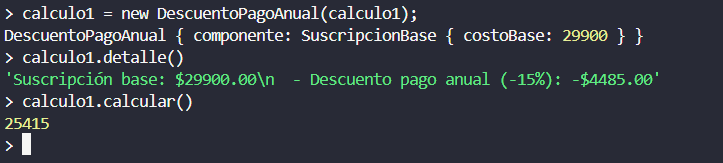 > calculo1 = new DescuentoPagoAnual(calculo1);
DescuentoPagoAnual { componente: SuscripcionBase { costoBase: 29900 } }
> calculo1.detalle()
'Suscripción base: $29900.00\n  - Descuento pago anual (-15%): -$4485.00'
> calculo1.calcular()
25415
>